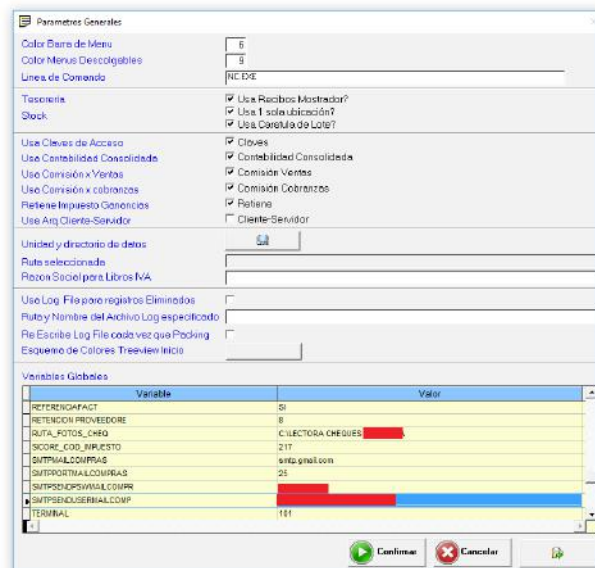 Parametros Generales
Color Barra de Menu 6
Color Menus Descolgables 9
Linea de Comando NC.EXE
Tesoreria Usa Recibos Mostrador?
Stock Usa 1 sola ubicación?
Usa Caratula de Lote?
Usa Claves de Acceso Claves
Usa Contabilidad Consolidada Contabilidad Consolidada
Usa Comisión x Ventas Comisión Ventas
Usa Comisión x cobranzas Comisión Cobranzas
Retiene Impuesto Ganancias Retiene
Usa Arq Cliente-Servidor Cliente-Servidor
Unidad y directorio de datos
Ruta seleccionada
Razon Social para Libros IVA
Usa Log File para registros Eliminados
Ruta y Nombre del Archivo Log especificado
Re Escribe Log File cada vez que Packing
Esquema de Colores Treeview Inicio
Variables Globales
Variable Valor
REFERENCIAFACT SI
RETENCION PROVEEDORE 8
RUTA_FOTOS_CHEQ C:\LECTORA CHEQUES \
SICORE_COD_IMPUESTO 217
SMTPMAILCOMPRAS smtp.gmail.com
SMTPPORTMAILCOMPRAS 25
SMTPSENDPSWMAILCOMPR
SMTPSENDUSERMAILCOMP
TERMINAL 101
Confirmar Cancelar